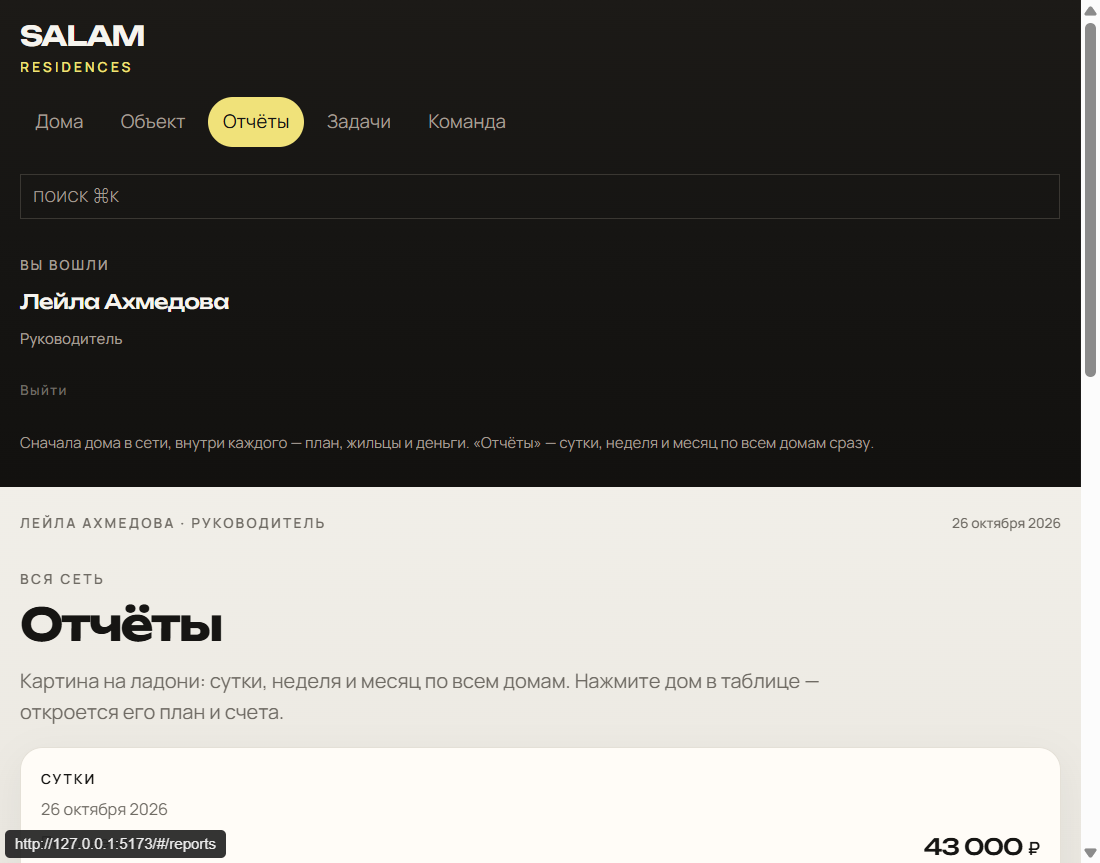 SALAM
RESIDENCES
Дома Объект Отчёты Задачи Команда
ПОИСК ⌘K
ВЫ ВОШЛИ
Лейла Ахмедова
Руководитель
Выйти
Сначала дома в сети, внутри каждого — план, жильцы и деньги. «Отчёты» — сутки, неделя и месяц по всем домам сразу.
ЛЕЙЛА АХМЕДОВА · РУКОВОДИТЕЛЬ 26 октября 2026
ВСЯ СЕТЬ
Отчёты
Картина на ладони: сутки, неделя и месяц по всем домам. Нажмите дом в таблице —
откроется его план и счета.
СУТКИ
26 октября 2026
43 000 ₽
http://127.0.0.1:5173/#/reports